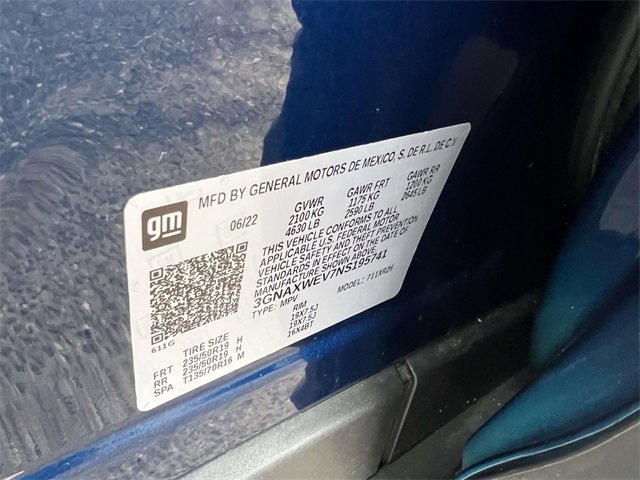 gm
MFD BY GENERAL MOTORS DE MEXICO, S. DE R.L. DE C.V
06/22 GVWR GAWR FRT GAWR RR
2100 KG 1175 KG 1200 KG
4630 LB 2590 LB 2645 LB
THIS VEHICLE CONFORMS TO ALL
APPLICABLE U.S. FEDERAL MOTOR
VEHICLE SAFETY AND THEFT PREVENTION
STANDARDS IN EFFECT ON THE DATE OF
MANUFACTURE SHOWN ABOVE.
3GNAXWEV7NS195741
TYPE: MPV MODEL: 711XR26
611G
TIRE SIZE RIM
FRT 235/50R19 H 19X7.5J
RR 235/50R19 H 19X7.5J
SPA T135/70R16 M 16X4BT